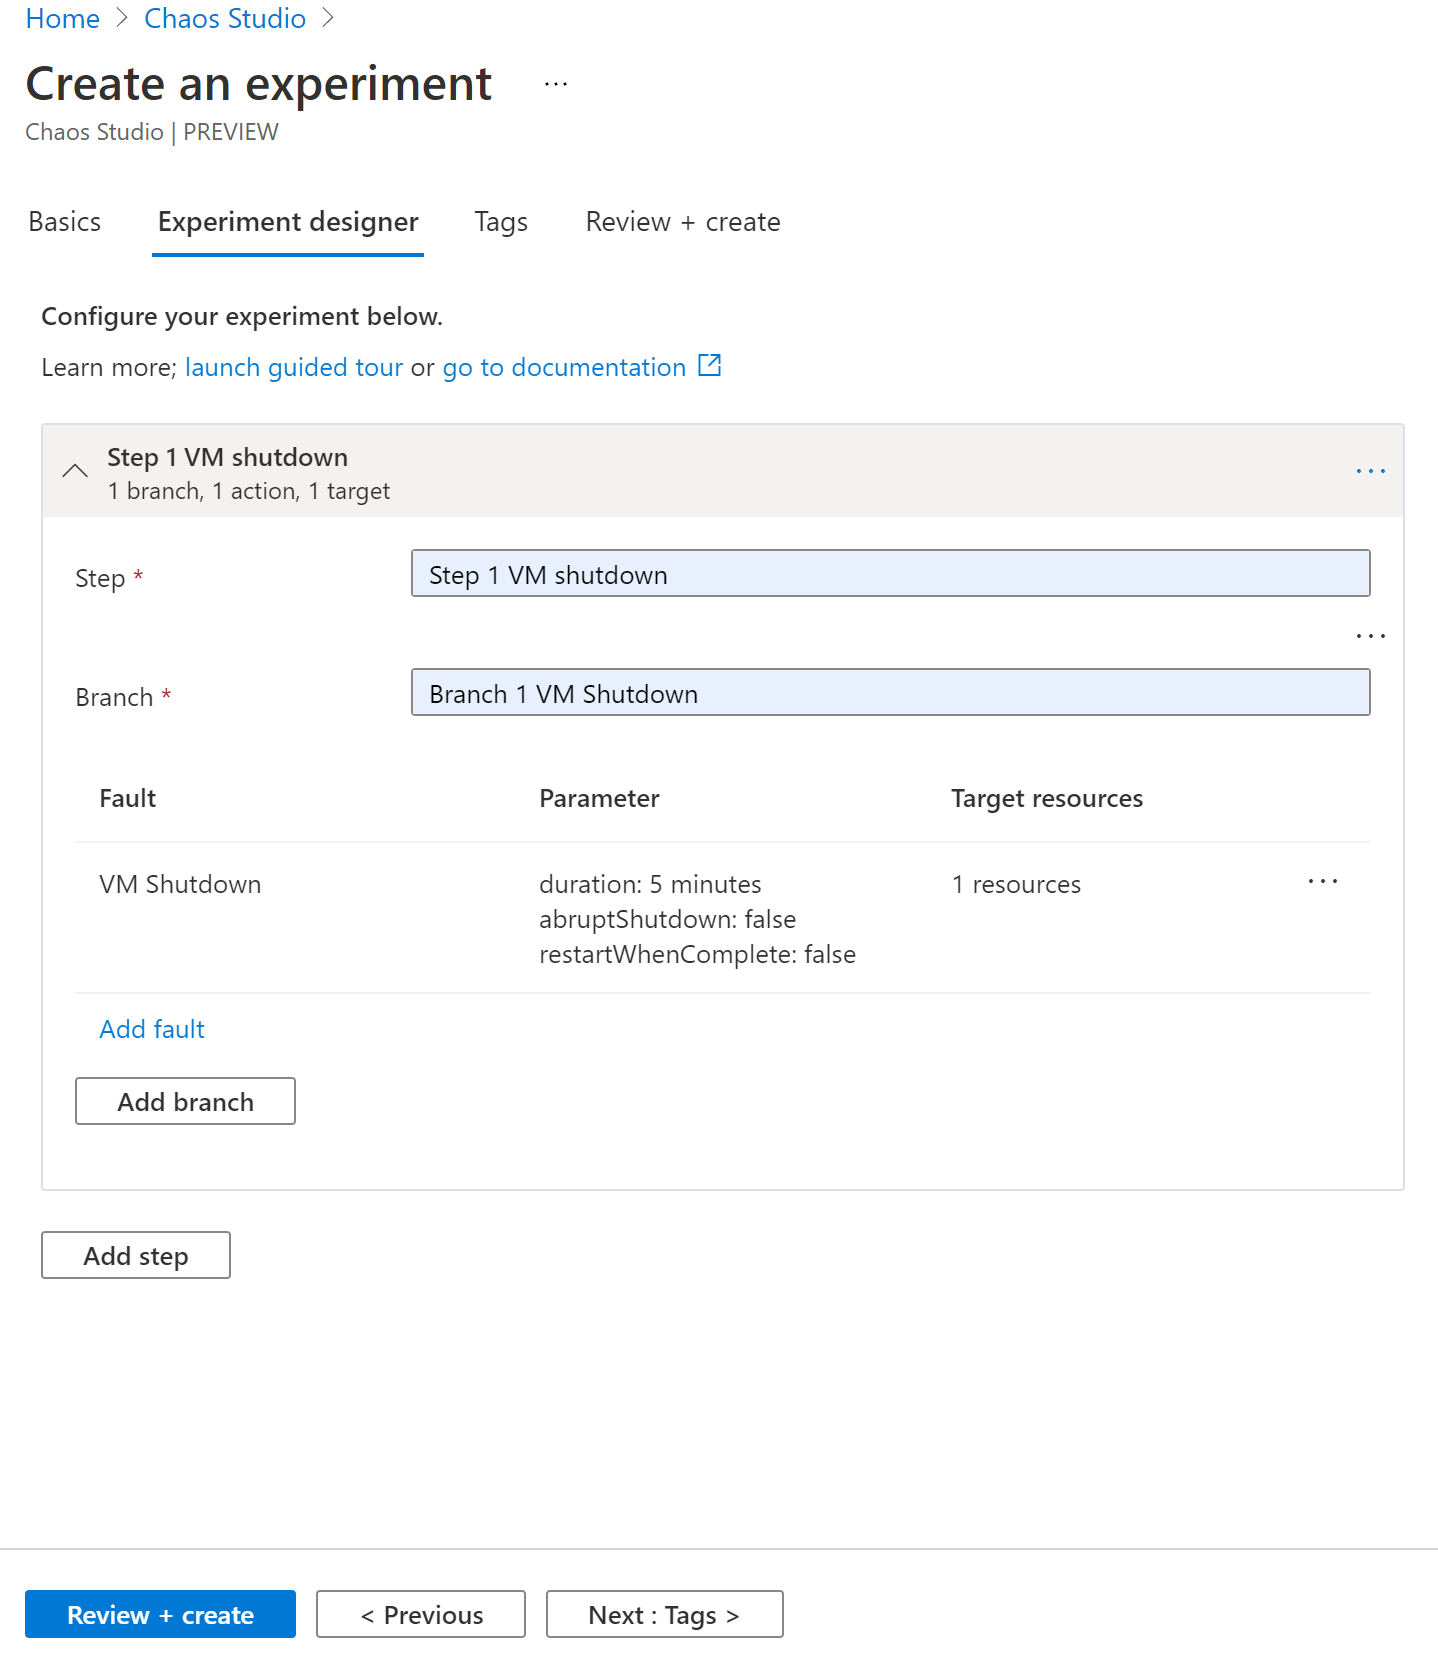 Home > Chaos Studio >
Create an experiment ...
Chaos Studio | PREVIEW
Basics Experiment designer Tags Review + create
Configure your experiment below.
Learn more; launch guided tour or go to documentation
Step 1 VM shutdown
1 branch, 1 action, 1 target
...
Step * Step 1 VM shutdown
...
Branch * Branch 1 VM Shutdown
Fault Parameter Target resources
VM Shutdown duration: 5 minutes 1 resources ...
abruptShutdown: false
restartWhenComplete: false
Add fault
Add branch
Add step
Review + create < Previous Next : Tags >